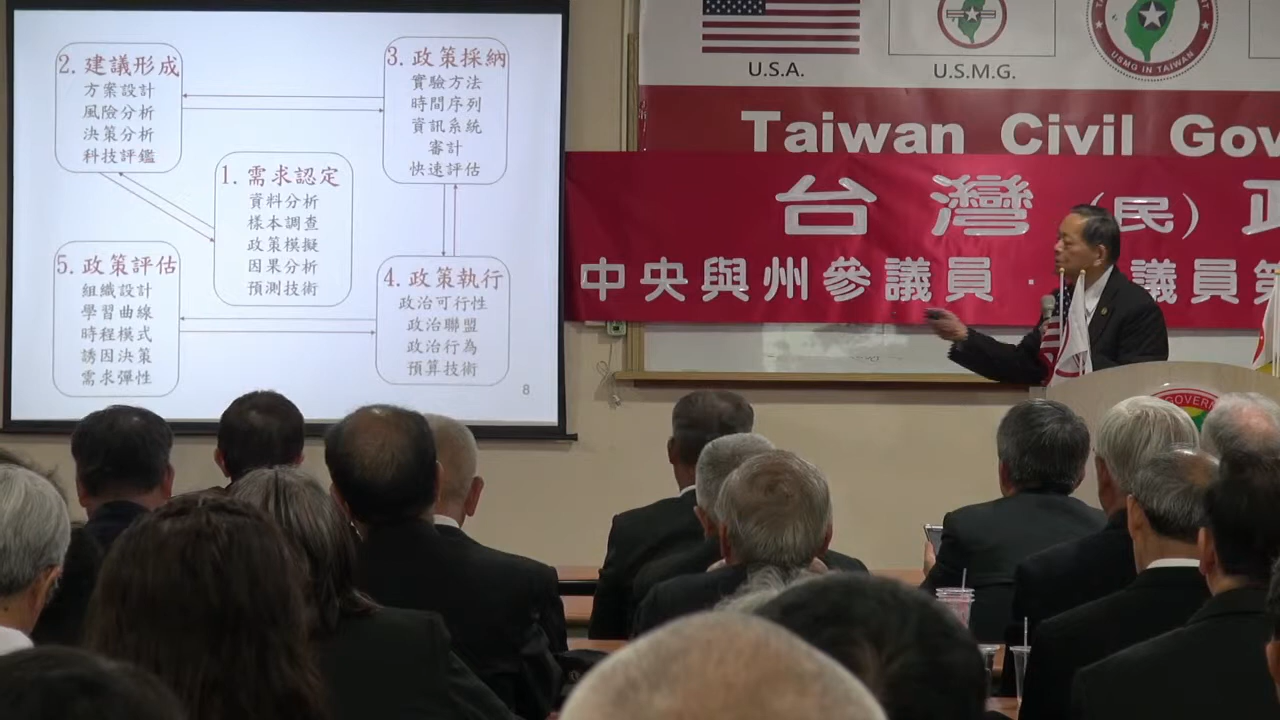 2. 建議形成
方案設計
風險分析
決策分析
科技評鑑
3. 政策採納
實驗方法
時間序列
資訊系統
審計
快速評估
1. 需求認定
資料分析
樣本調查
政策模擬
因果分析
預測技術
5. 政策評估
組織設計
學習曲線
時程模式
誘因決策
需求彈性
4. 政策執行
政治可行性
政治聯盟
政治行為
預算技術
8
U.S.A.
U.S.M.G.
USMG IN TAIWAN
Taiwan Civil Gov
台灣(民)政
中央與州參議員．議員第
GOVERN